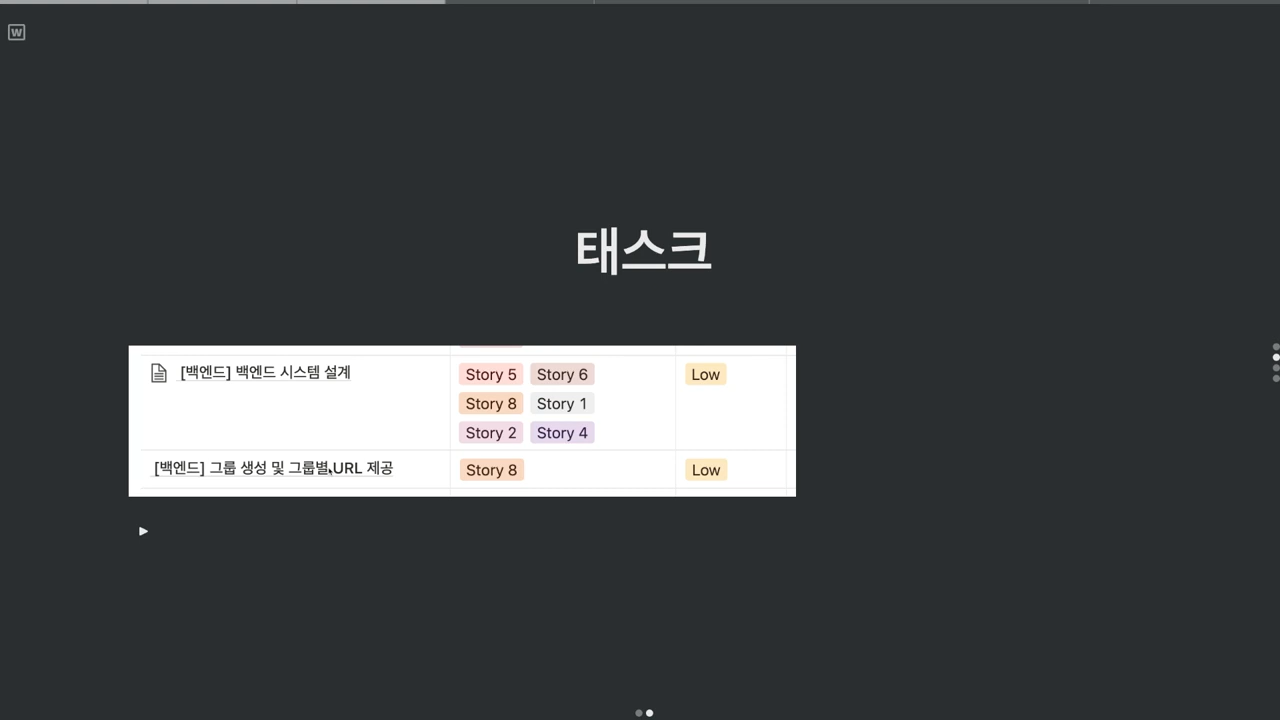 W
태스크
[백엔드] 백엔드 시스템 설계
Story 5 Story 6 Low
Story 8 Story 1
Story 2 Story 4
[백엔드] 그룹 생성 및 그룹별 URL 제공 Story 8 Low